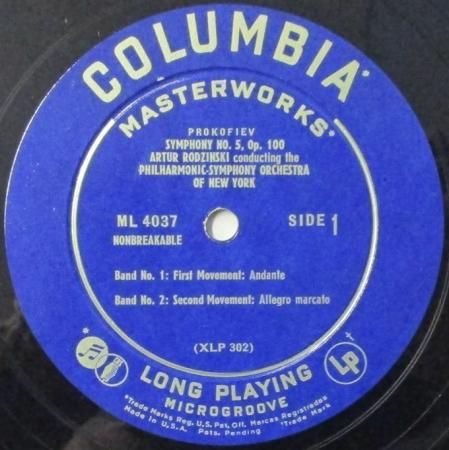 COLUMBIA*
MASTERWORKS*
PROKOFIEV
SYMPHONY NO. 5, Op. 100
ARTUR RODZINSKI conducting the
PHILHARMONIC-SYMPHONY ORCHESTRA
OF NEW YORK
ML 4037
NONBREAKABLE
SIDE 1
Band No. 1: First Movement: Andante
Band No. 2: Second Movement: Allegro marcato
(XLP 302)
LP
LONG PLAYING
MICROGROOVE
*Trade Marks Reg. U.S. Pat. Off. Marcas Registradas
Made in U.S.A. Pats. Pending †Trade Mark